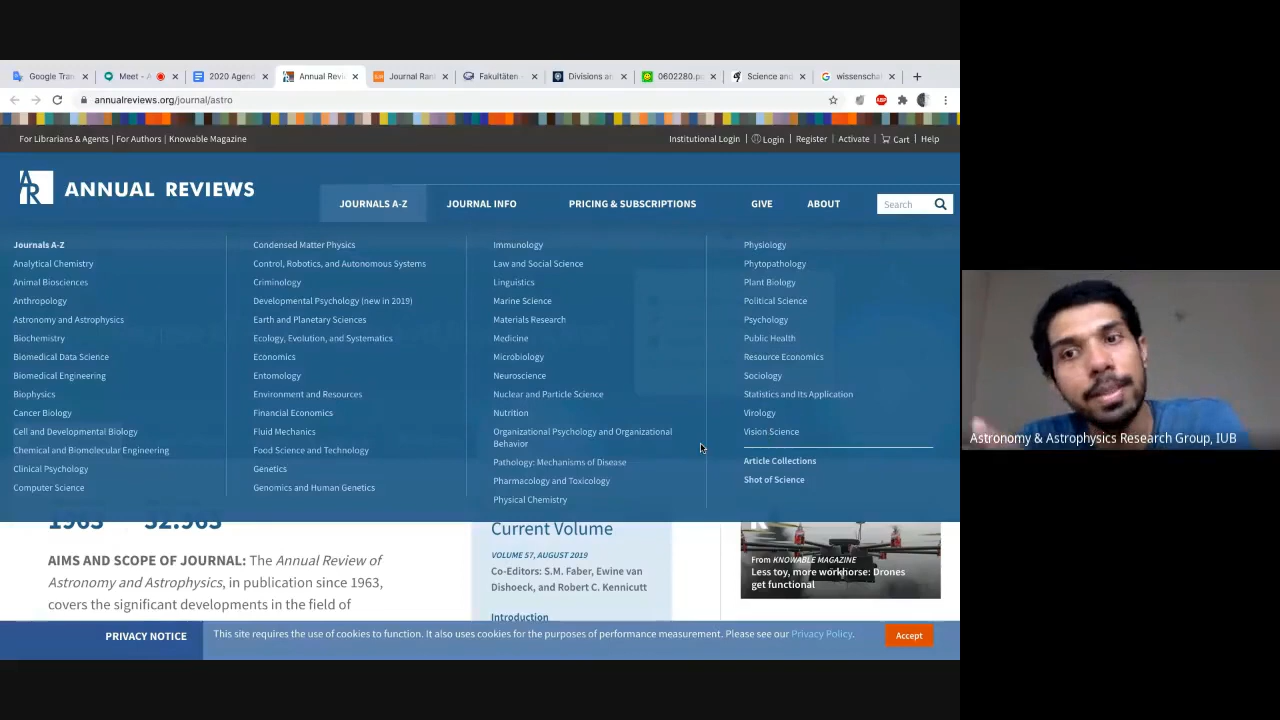 Google Tran
Meet - A
2020 Agend
Annual Revi
Journal Ran
Fakultäten -
Divisions an
0602280.pd
Science and
wissenschaf
annualreviews.org/journal/astro
For Librarians & Agents | For Authors | Knowable Magazine
Institutional Login | Login | Register | Activate | Cart | Help
AR ANNUAL REVIEWS
JOURNALS A-Z
JOURNAL INFO
PRICING & SUBSCRIPTIONS
GIVE
ABOUT
Search
Journals A-Z
Analytical Chemistry
Animal Biosciences
Anthropology
Astronomy and Astrophysics
Biochemistry
Biomedical Data Science
Biomedical Engineering
Biophysics
Cancer Biology
Cell and Developmental Biology
Chemical and Biomolecular Engineering
Clinical Psychology
Computer Science
Condensed Matter Physics
Control, Robotics, and Autonomous Systems
Criminology
Developmental Psychology (new in 2019)
Earth and Planetary Sciences
Ecology, Evolution, and Systematics
Economics
Entomology
Environment and Resources
Financial Economics
Fluid Mechanics
Food Science and Technology
Genetics
Genomics and Human Genetics
Immunology
Law and Social Science
Linguistics
Marine Science
Materials Research
Medicine
Microbiology
Neuroscience
Nuclear and Particle Science
Nutrition
Organizational Psychology and Organizational
Behavior
Pathology: Mechanisms of Disease
Pharmacology and Toxicology
Physical Chemistry
Physiology
Phytopathology
Plant Biology
Political Science
Psychology
Public Health
Resource Economics
Sociology
Statistics and Its Application
Virology
Vision Science
Article Collections
Shot of Science
1963 32.963
AIMS AND SCOPE OF JOURNAL: The Annual Review of
Astronomy and Astrophysics, in publication since 1963,
covers the significant developments in the field of
Current Volume
VOLUME 57, AUGUST 2019
Co-Editors: S.M. Faber, Ewine van
Dishoeck, and Robert C. Kennicutt
Introduction
From KNOWABLE MAGAZINE
Less toy, more workhorse: Drones
get functional
PRIVACY NOTICE
This site requires the use of cookies to function. It also uses cookies for the purposes of performance measurement. Please see our Privacy Policy.
Accept
Astronomy & Astrophysics Research Group, IUB